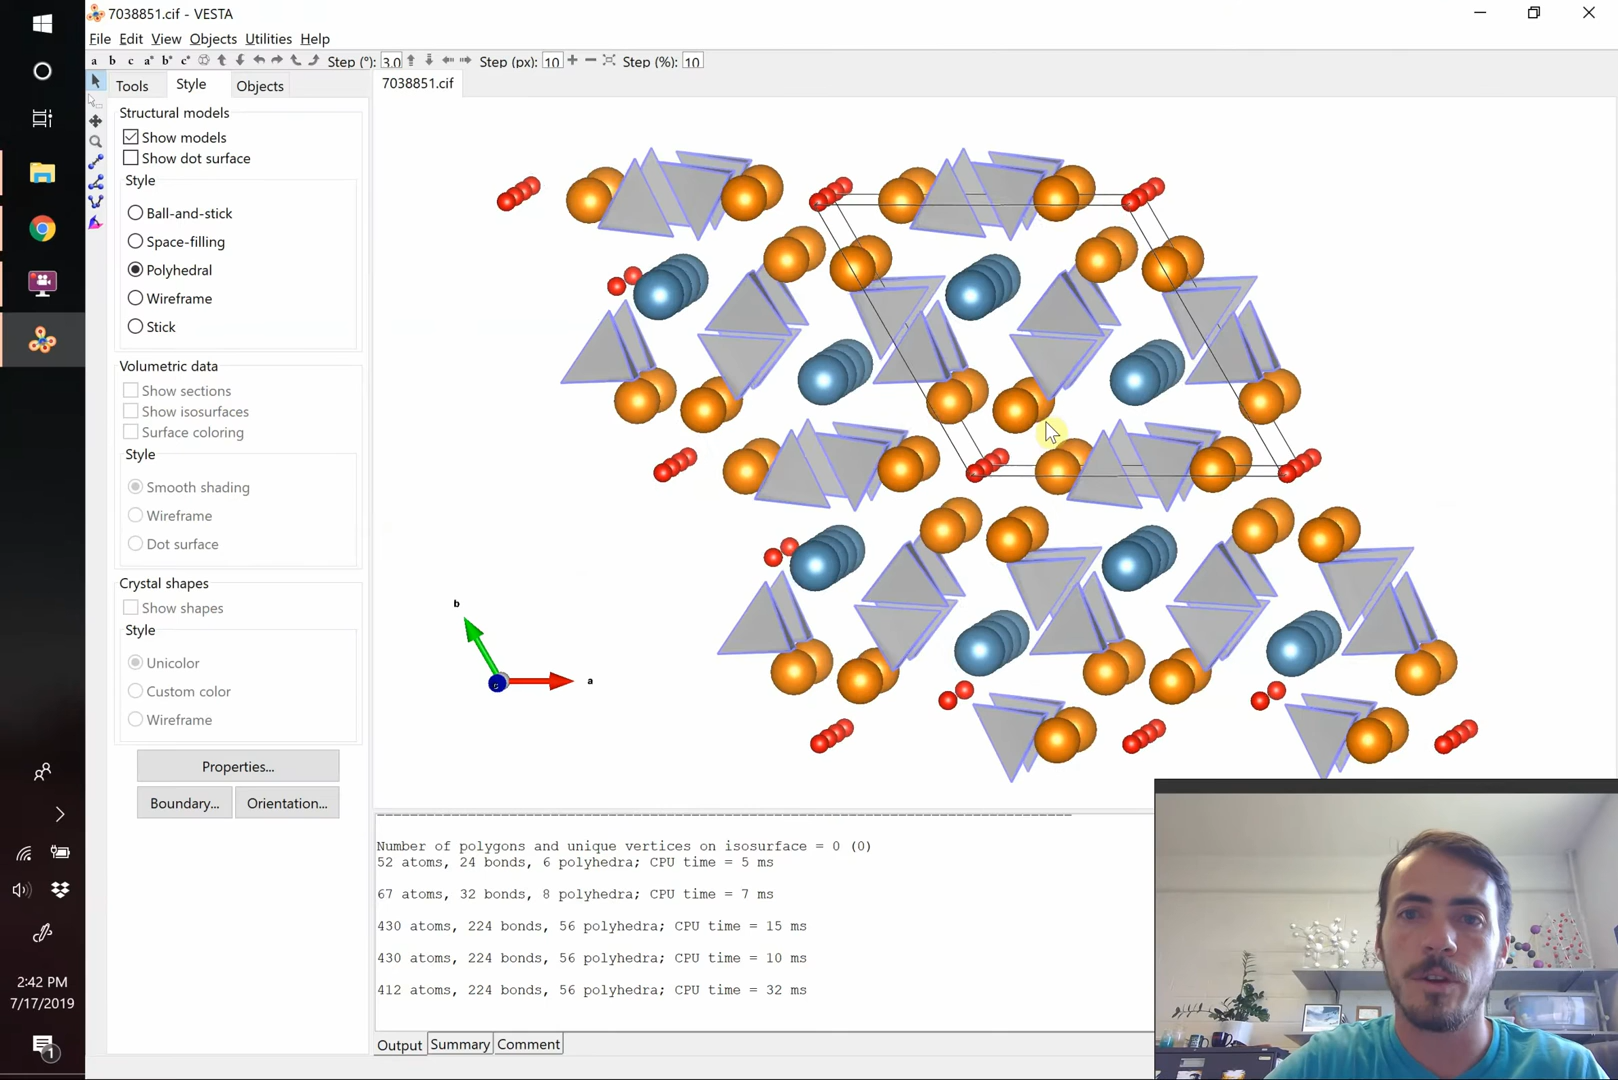 7038851.cif - VESTA
File Edit View Objects Utilities Help
a b c a* b* c* Step (°): 3.0 Step (px): 10 Step (%): 10
Tools Style Objects
7038851.cif
Structural models
Show models
Show dot surface
Style
Ball-and-stick
Space-filling
Polyhedral
Wireframe
Stick
Volumetric data
Show sections
Show isosurfaces
Surface coloring
Style
Smooth shading
Wireframe
Dot surface
Crystal shapes
Show shapes
Style
Unicolor
Custom color
Wireframe
Properties...
Boundary... Orientation...
b
a
c
Number of polygons and unique vertices on isosurface = 0 (0)
52 atoms, 24 bonds, 6 polyhedra; CPU time = 5 ms
67 atoms, 32 bonds, 8 polyhedra; CPU time = 7 ms
430 atoms, 224 bonds, 56 polyhedra; CPU time = 15 ms
430 atoms, 224 bonds, 56 polyhedra; CPU time = 10 ms
412 atoms, 224 bonds, 56 polyhedra; CPU time = 32 ms
Output Summary Comment
2:42 PM
7/17/2019
1